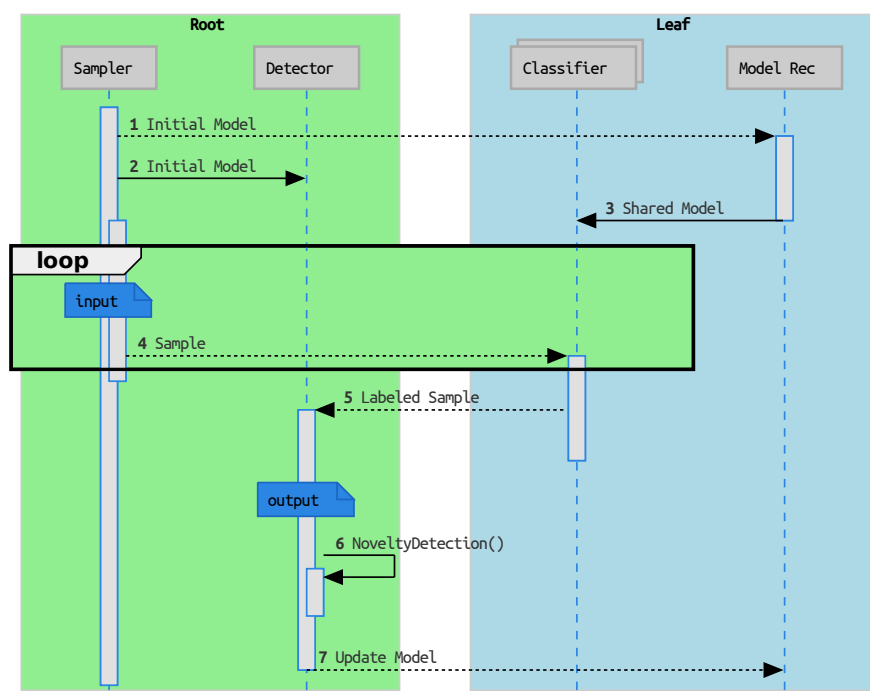 Root
Leaf
Sampler
Detector
Classifier
Model Rec
1 Initial Model
2 Initial Model
3 Shared Model
loop
input
4 Sample
5 Labeled Sample
output
6 NoveltyDetection()
7 Update Model